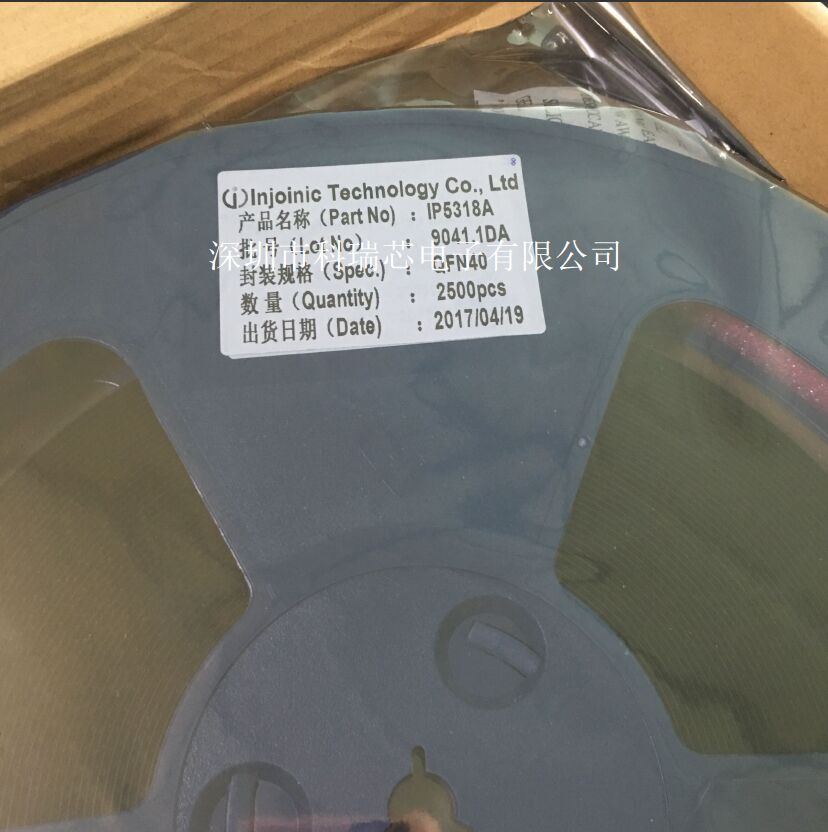 Injoinic Technology Co., Ltd
产品名称（Part No）：IP5318A
批号（Lot No）：9041.1DA
深圳市科瑞芯电子有限公司
封装规格（Spec.）：QFN40
数量（Quantity）：2500pcs
出货日期（Date）：2017/04/19